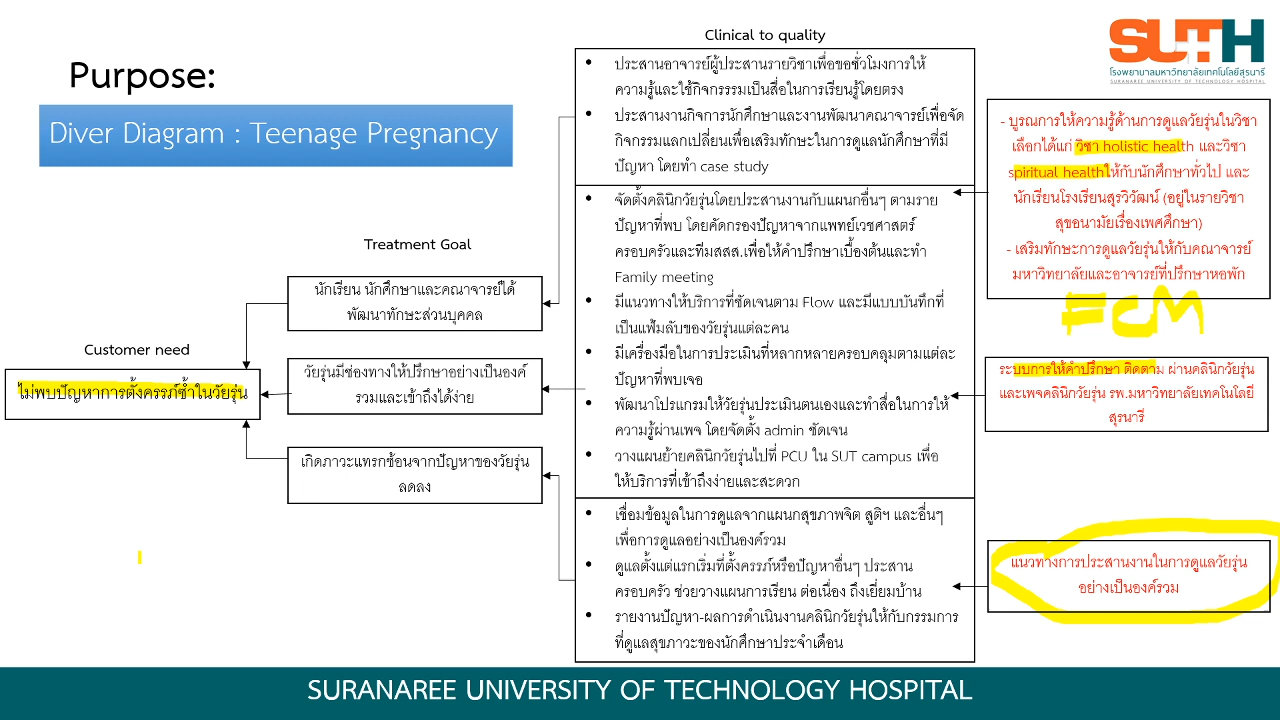 Clinical to quality
SUTH
โรงพยาบาลมหาวิทยาลัยเทคโนโลยีสุรนารี
SURANAREE UNIVERSITY OF TECHNOLOGY HOSPITAL
Purpose:
Diver Diagram : Teenage Pregnancy
• ประสานอาจารย์ผู้ประสานรายวิชาเพื่อขอชั่วโมงการให้
ความรู้และใช้กิจกรรมเป็นสื่อในการเรียนรู้โดยตรง
• ประสานงานกิจการนักศึกษาและงานพัฒนาคณาจารย์เพื่อจัด
กิจกรรมแลกเปลี่ยนเพื่อเสริมทักษะในการดูแลนักศึกษาที่มี
ปัญหา โดยทำ case study
• จัดตั้งคลินิกวัยรุ่นโดยประสานงานกับแผนกอื่นๆ ตามราย
ปัญหาที่พบ โดยคัดกรองปัญหาจากแพทย์เวชศาสตร์
ครอบครัวและทีมสสส.เพื่อให้คำปรึกษาเบื้องต้นและทำ
Family meeting
• มีแนวทางให้บริการที่ชัดเจนตาม Flow และมีแบบบันทึกที่
เป็นแฟ้มลับของวัยรุ่นแต่ละคน
• มีเครื่องมือในการประเมินที่หลากหลายครอบคลุมตามแต่ละ
ปัญหาที่พบเจอ
• พัฒนาโปรแกรมให้วัยรุ่นประเมินตนเองและทำสื่อในการให้
ความรู้ผ่านเพจ โดยจัดตั้ง admin ชัดเจน
• วางแผนย้ายคลินิกวัยรุ่นไปที่ PCU ใน SUT campus เพื่อ
ให้บริการที่เข้าถึงง่ายและสะดวก
• เชื่อมข้อมูลในการดูแลจากแผนกสุขภาพจิต สูติฯ และอื่นๆ
เพื่อการดูแลอย่างเป็นองค์รวม
• ดูแลตั้งแต่แรกเริ่มที่ตั้งครรภ์หรือปัญหาอื่นๆ ประสาน
ครอบครัว ช่วยวางแผนการเรียน ต่อเนื่อง ถึงเยี่ยมบ้าน
• รายงานปัญหา-ผลการดำเนินงานคลินิกวัยรุ่นให้กับกรรมการ
ที่ดูแลสุขภาวะของนักศึกษาประจำเดือน
- บูรณการให้ความรู้ด้านการดูแลวัยรุ่นในวิชา
เลือกได้แก่ วิชา holistic health และวิชา
spiritual healthให้กับนักศึกษาทั่วไป และ
นักเรียนโรงเรียนสุรวิวัฒน์ (อยู่ในรายวิชา
สุขอนามัยเรื่องเพศศึกษา)
- เสริมทักษะการดูแลวัยรุ่นให้กับคณาจารย์
มหาวิทยาลัยและอาจารย์ที่ปรึกษาหอพัก
FCM
ระบบการให้คำปรึกษา ติดตาม ผ่านคลินิกวัยรุ่น
และเพจคลินิกวัยรุ่น รพ.มหาวิทยาลัยเทคโนโลยี
สุรนารี
แนวทางการประสานงานในการดูแลวัยรุ่น
อย่างเป็นองค์รวม
Treatment Goal
นักเรียน นักศึกษาและคณาจารย์ได้
พัฒนาทักษะส่วนบุคคล
วัยรุ่นมีช่องทางให้ปรึกษาอย่างเป็นองค์
รวมและเข้าถึงได้ง่าย
เกิดภาวะแทรกซ้อนจากปัญหาของวัยรุ่น
ลดลง
Customer need
ไม่พบปัญหาการตั้งครรภ์ซ้ำในวัยรุ่น
SURANAREE UNIVERSITY OF TECHNOLOGY HOSPITAL